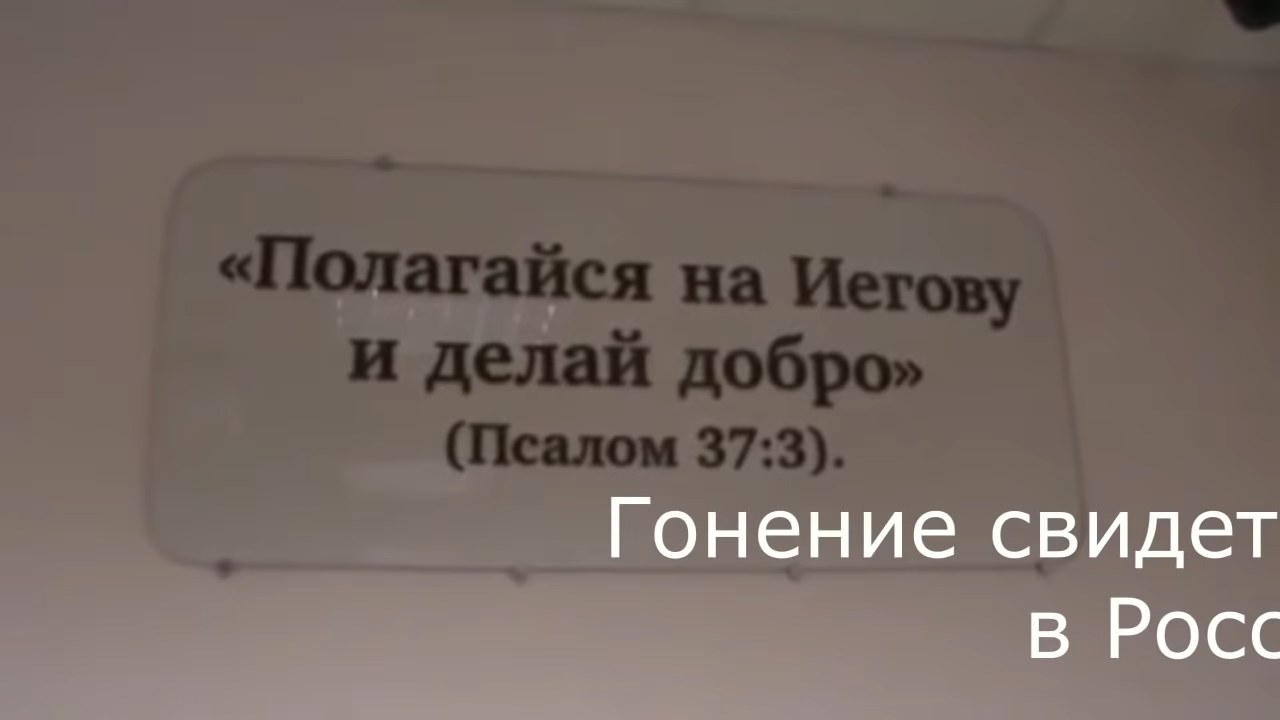 «Полагайся на Иегову
и делай добро»
(Псалом 37:3).
Гонение свидет
в Росс